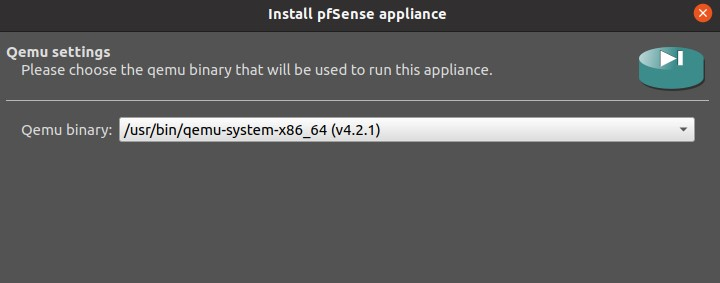 Install pfSense appliance
Qemu settings
Please choose the qemu binary that will be used to run this appliance.
Qemu binary: /usr/bin/qemu-system-x86_64 (v4.2.1)